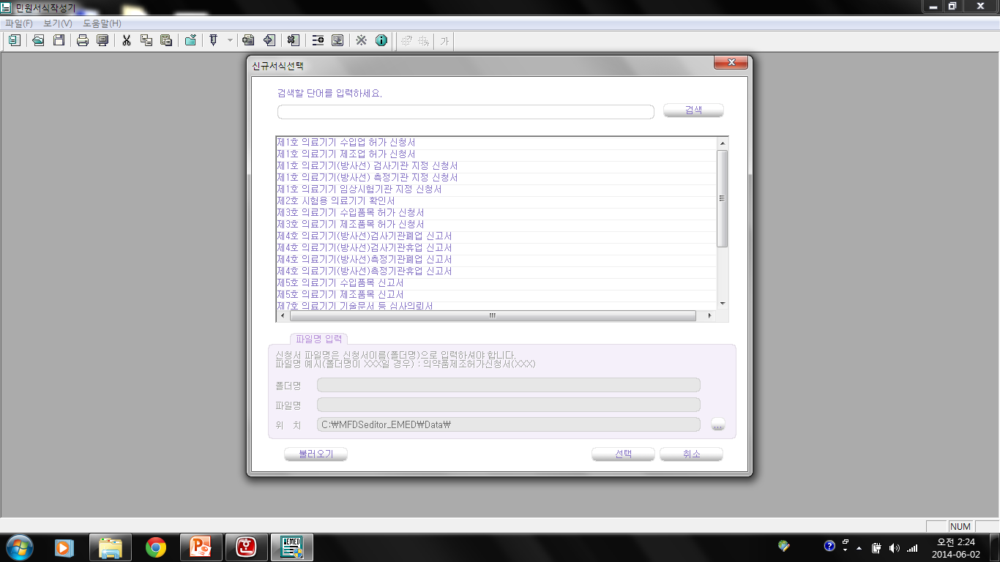 민원서식작성기
파일(F) 보기(V) 도움말(H)
가
신규서식선택
검색할 단어를 입력하세요.
검색
제1호 의료기기 수입업 허가 신청서
제1호 의료기기 제조업 허가 신청서
제1호 의료기기(방사선) 검사기관 지정 신청서
제1호 의료기기(방사선) 측정기관 지정 신청서
제1호 의료기기 임상시험기관 지정 신청서
제2호 시험용 의료기기 확인서
제3호 의료기기 수입품목 허가 신청서
제3호 의료기기 제조품목 허가 신청서
제4호 의료기기(방사선)검사기관폐업 신고서
제4호 의료기기(방사선)검사기관휴업 신고서
제4호 의료기기(방사선)측정기관폐업 신고서
제4호 의료기기(방사선)측정기관휴업 신고서
제5호 의료기기 수입품목 신고서
제5호 의료기기 제조품목 신고서
제7호 의료기기 기술문서 등 심사의뢰서
파일명 입력
신청서 파일명은 신청서이름(폴더명)으로 입력하셔야 합니다.
파일명 예시(폴더명이 XXX일 경우) : 의약품제조허가신청서(XXX)
폴더명
파일명
위 치 C:₩MFDSeditor_EMED₩Data₩
...
불러오기 선택 취소
NUM
EMED
오전 2:24
2014-06-02